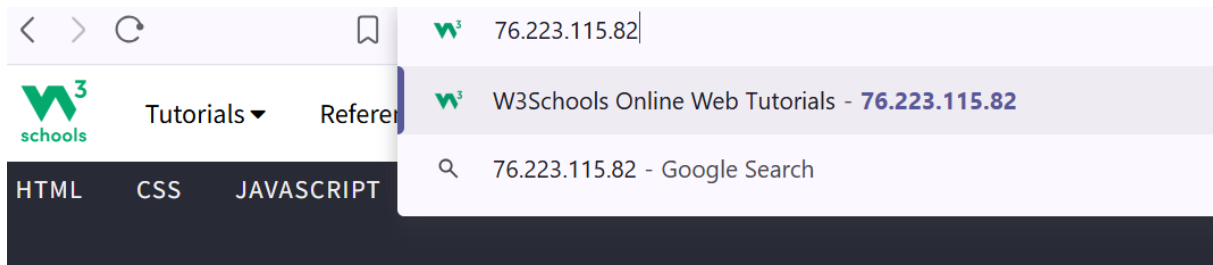 76.223.115.82
W3Schools Online Web Tutorials - 76.223.115.82
76.223.115.82 - Google Search
W3
schools
Tutorials
HTML CSS JAVASCRIPT